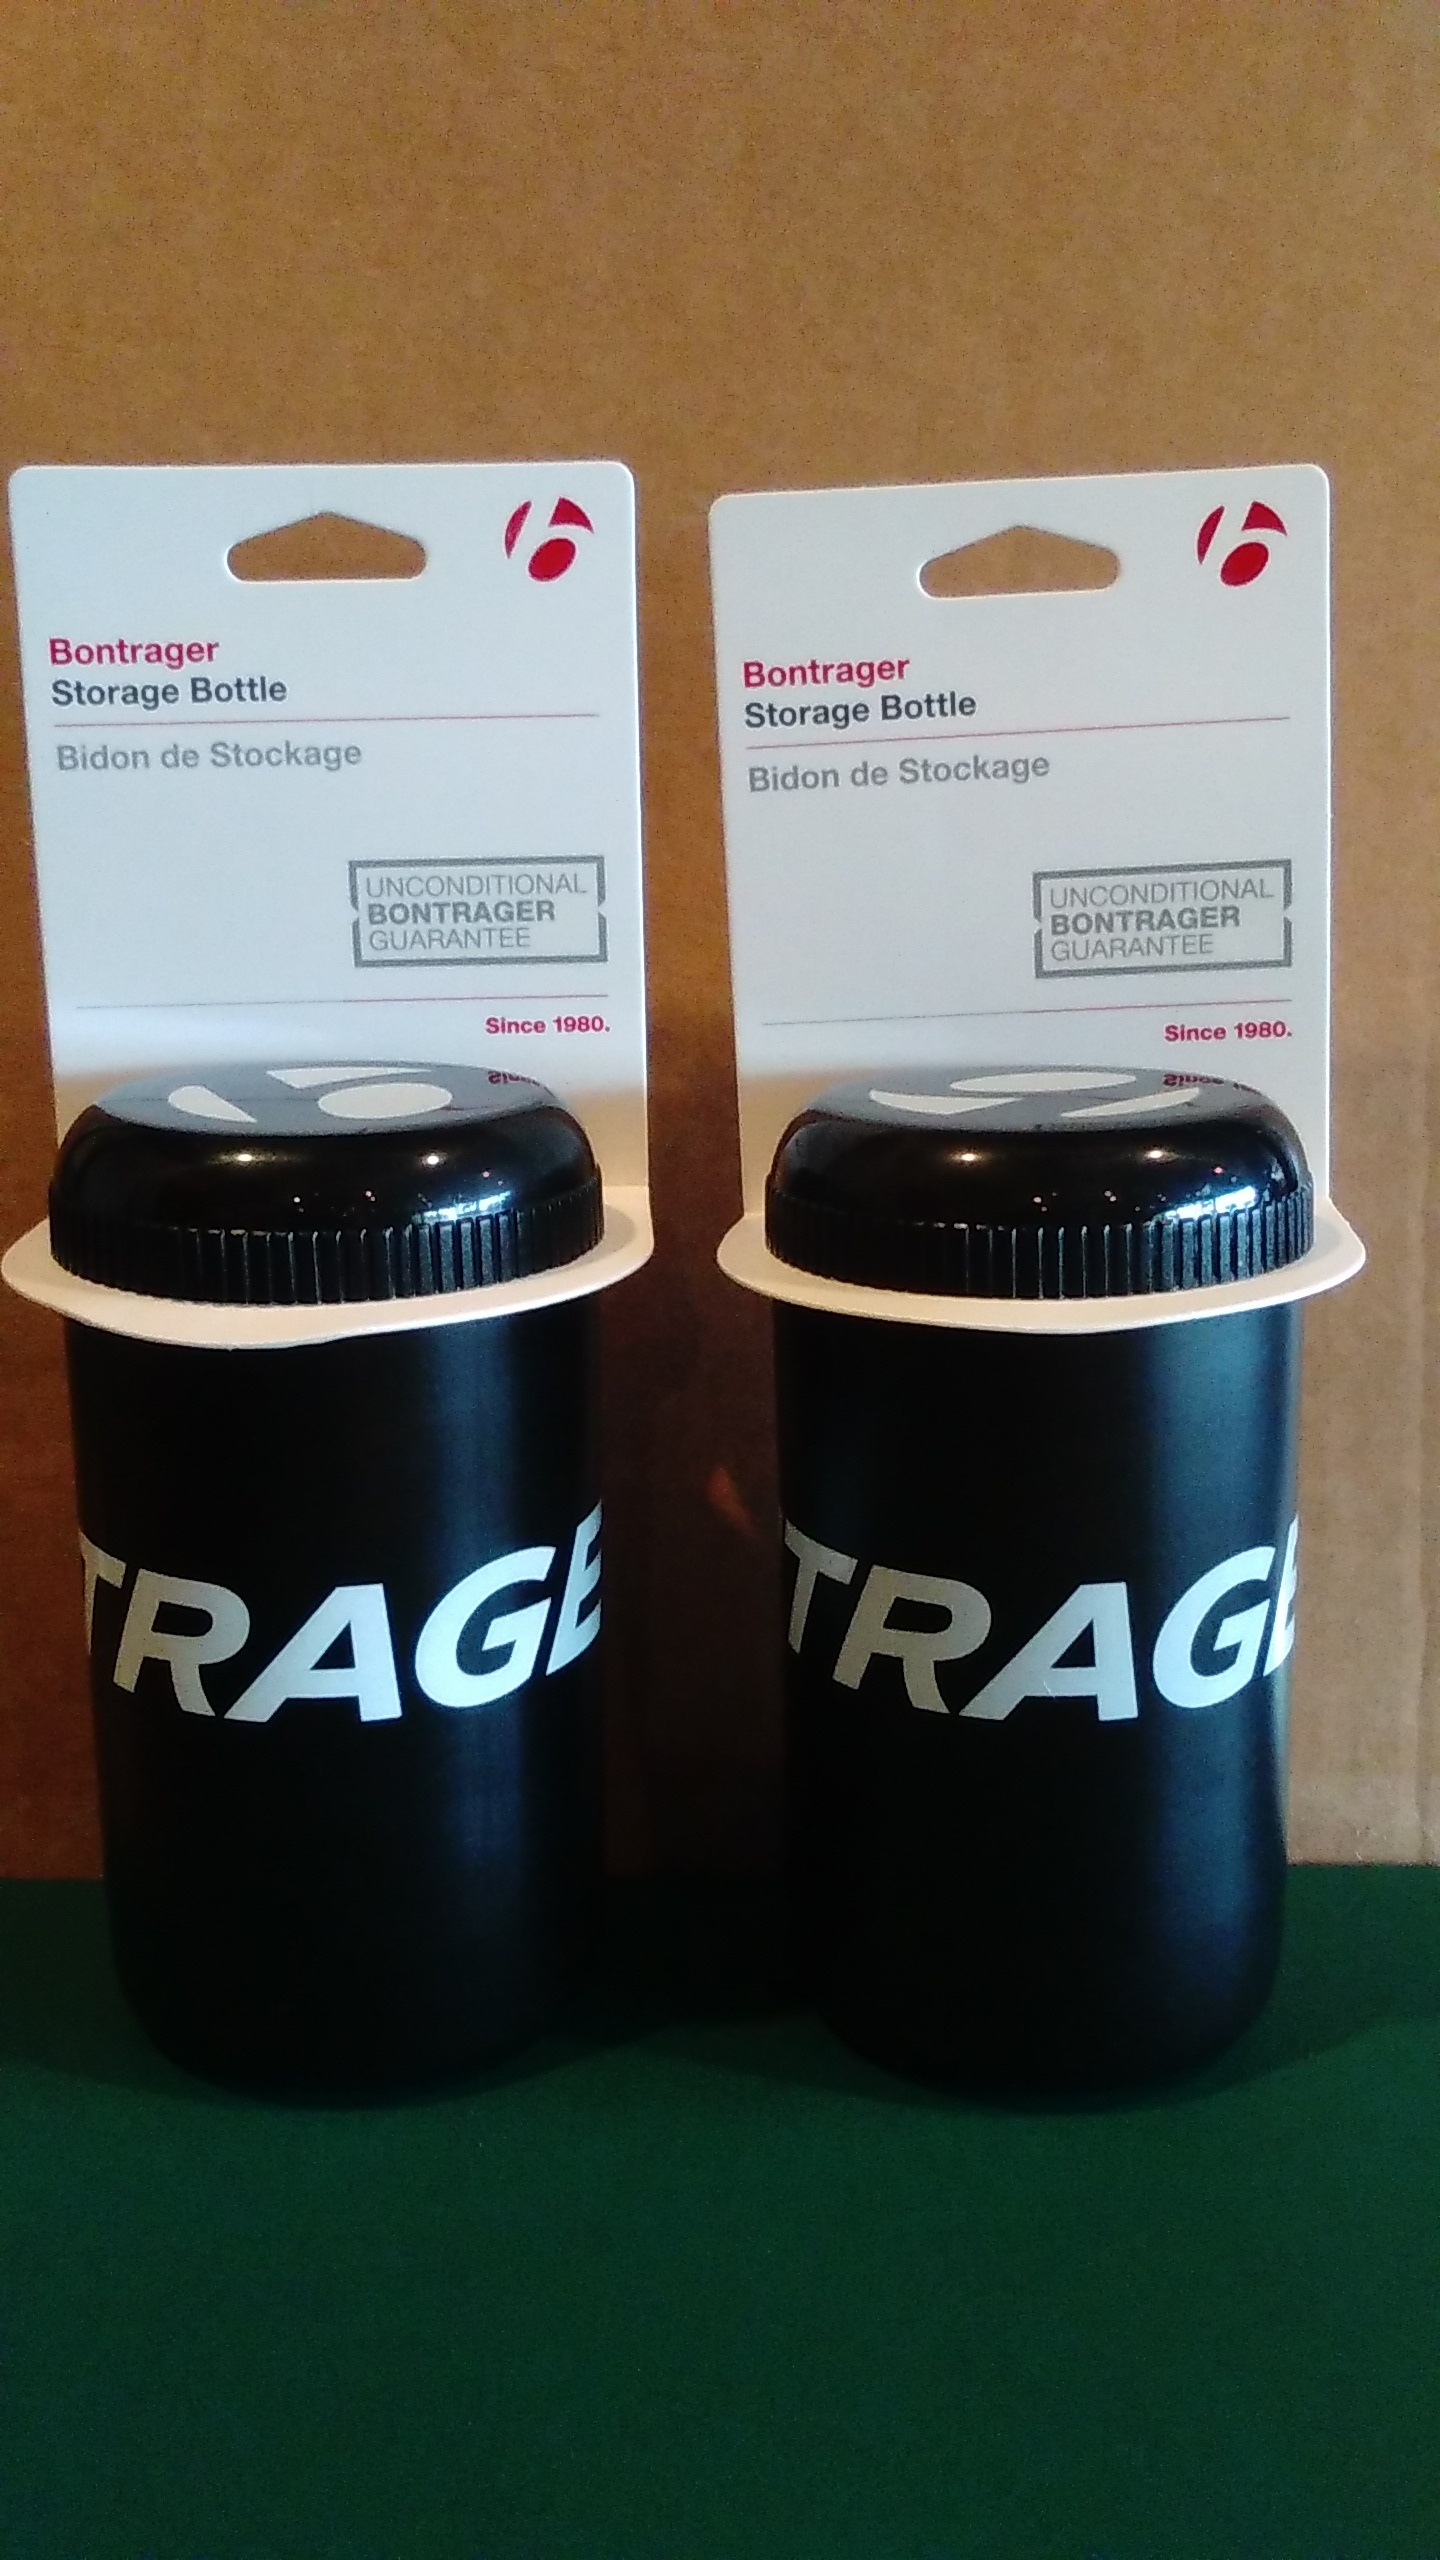 Bontrager
Storage Bottle
Bidon de Stockage
UNCONDITIONAL
BONTRAGER
GUARANTEE
Since 1980.
TRAGE
Bontrager
Storage Bottle
Bidon de Stockage
UNCONDITIONAL
BONTRAGER
GUARANTEE
Since 1980.
TRAGE